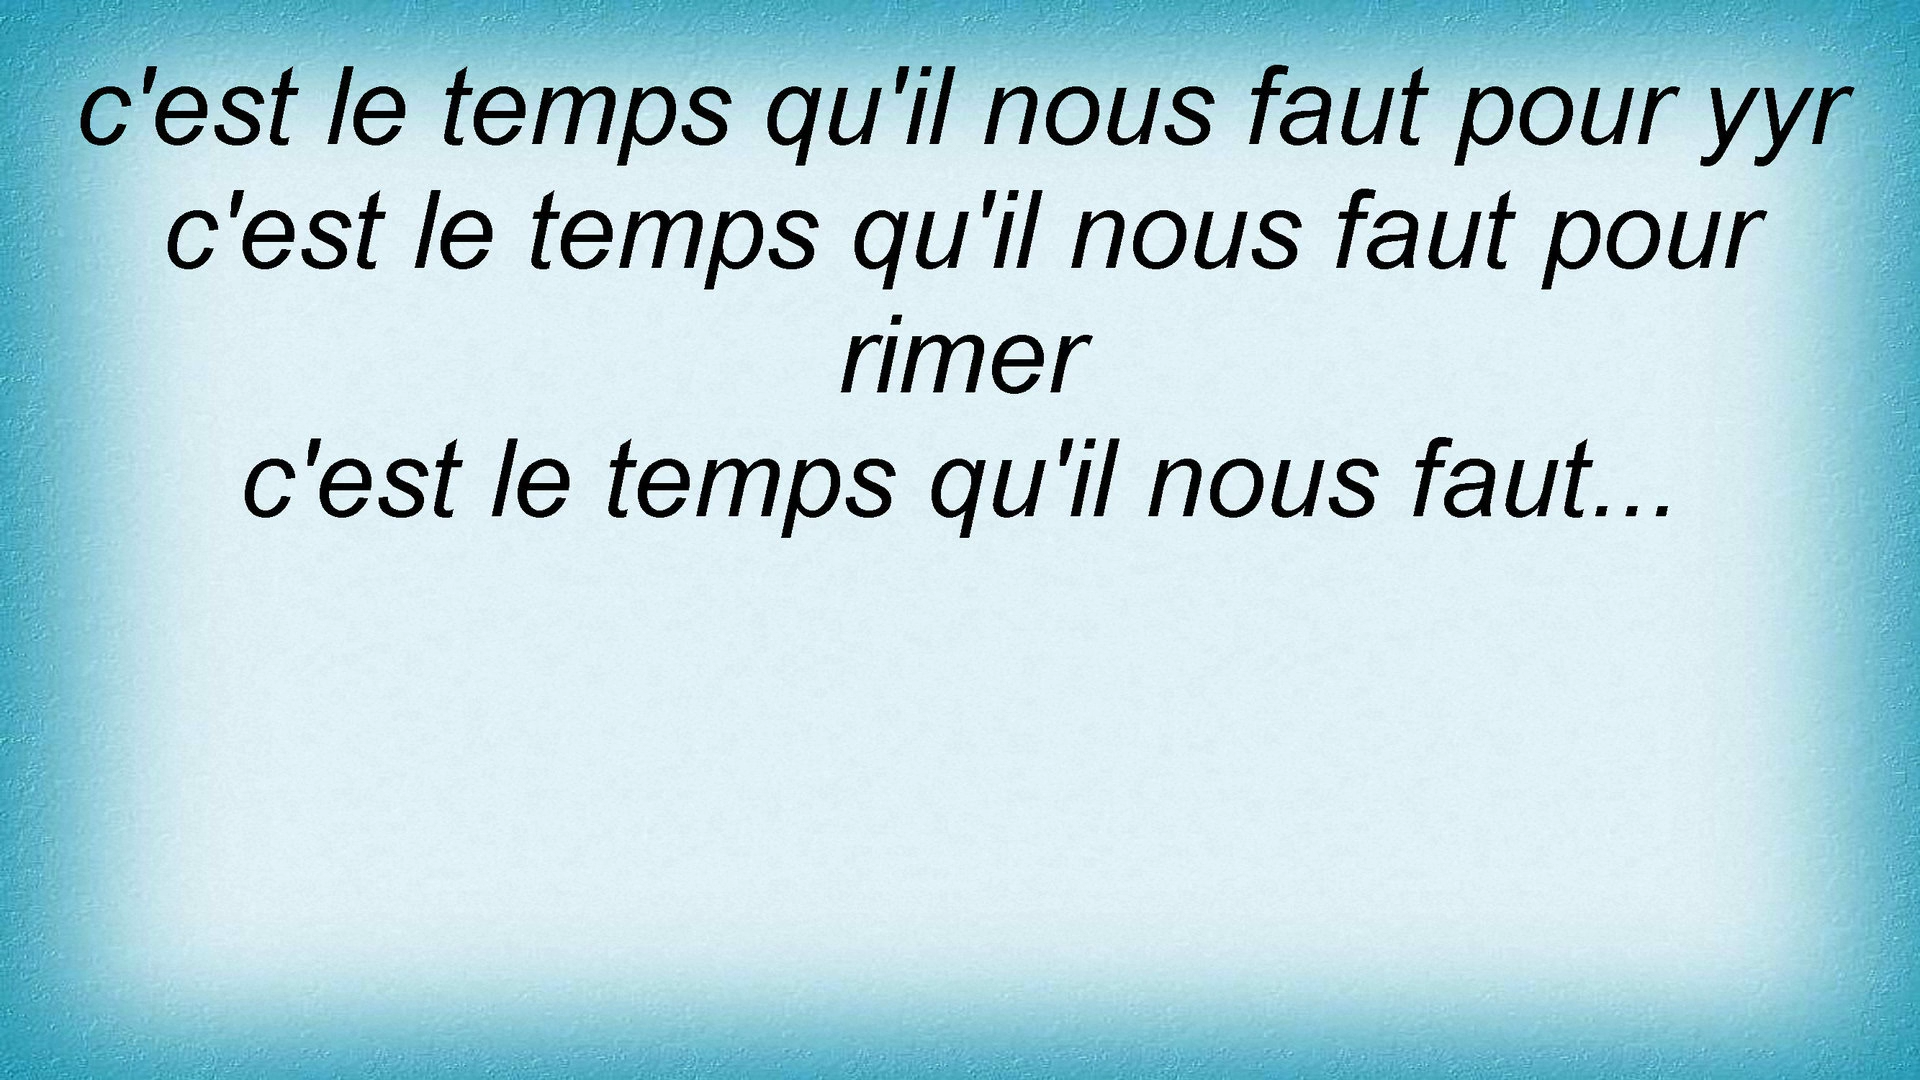 c'est le temps qu'il nous faut pour yyr
c'est le temps qu'il nous faut pour
rimer
c'est le temps qu'il nous faut...